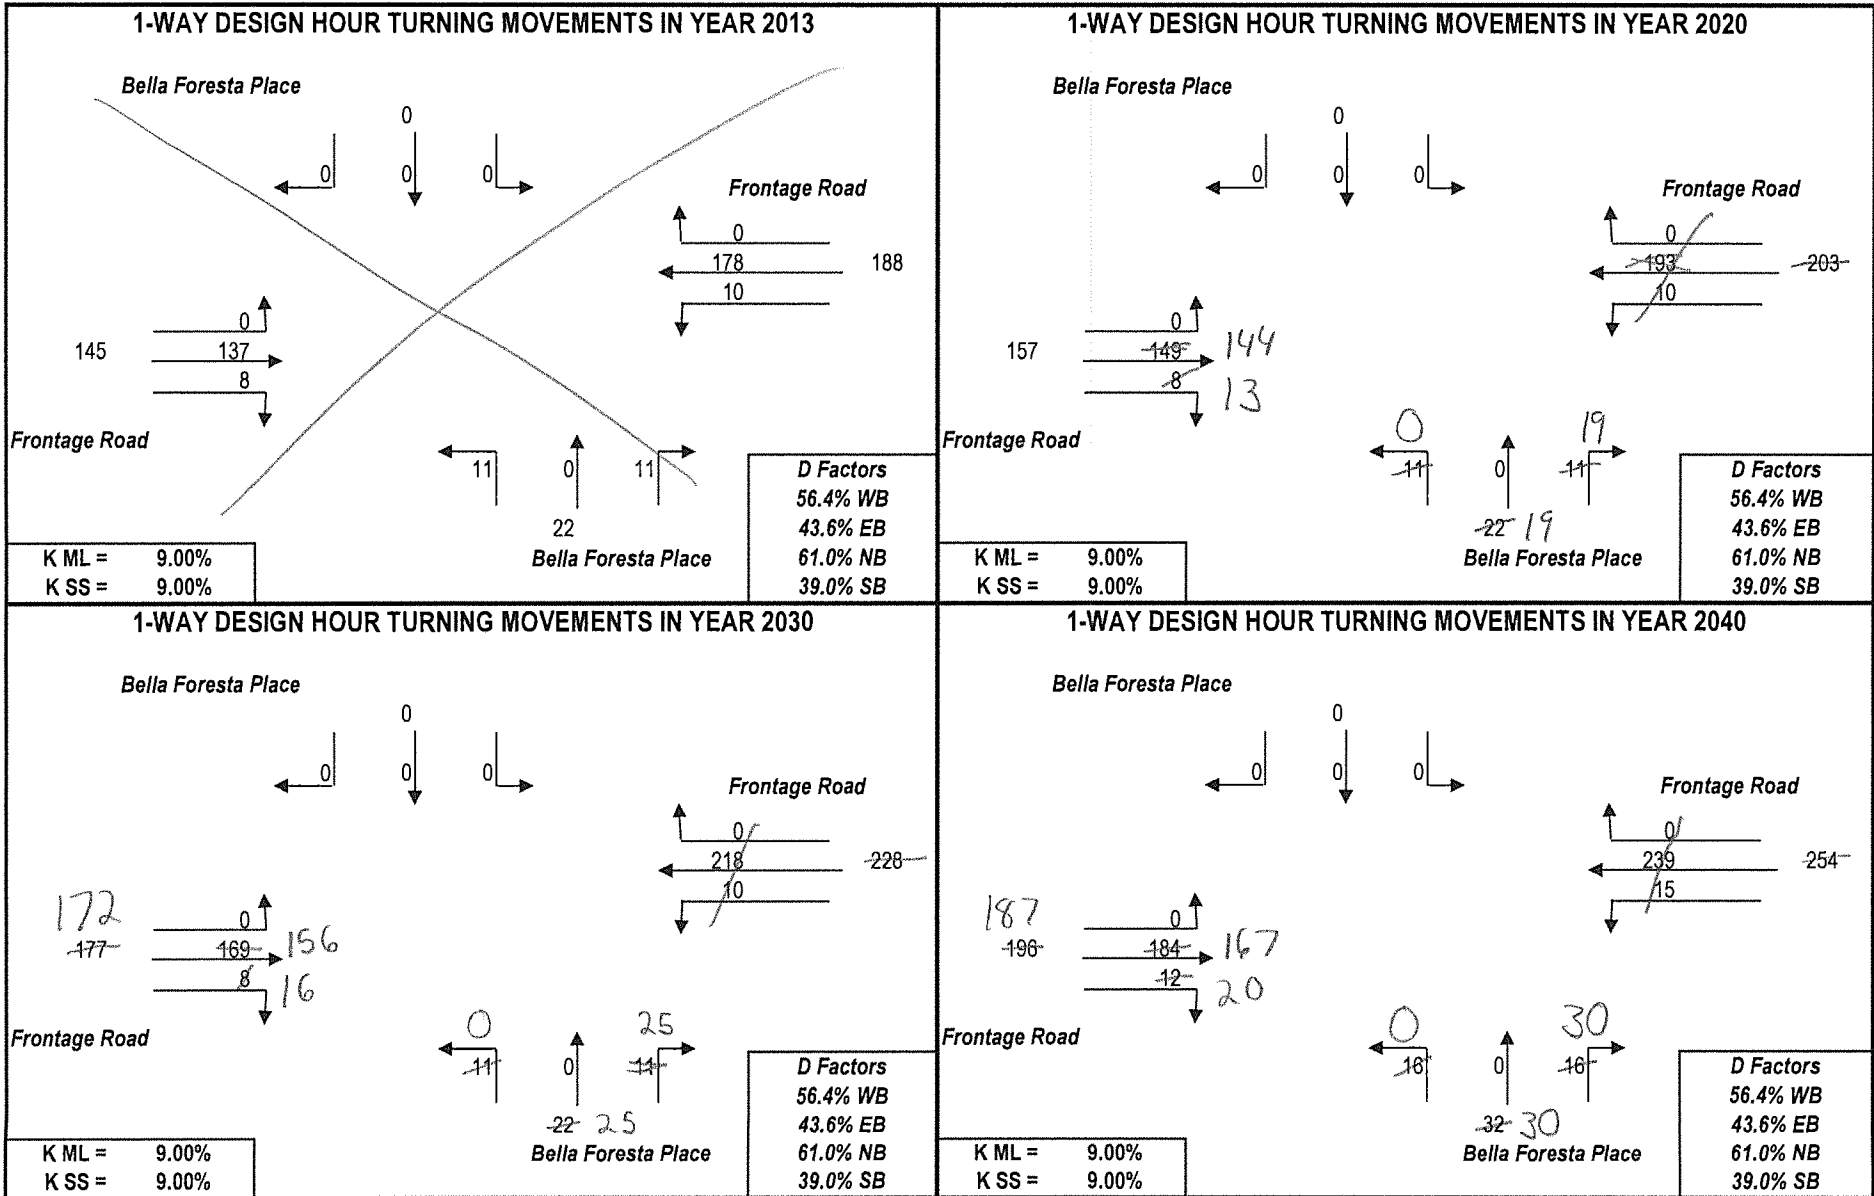 1-WAY DESIGN HOUR TURNING MOVEMENTS IN YEAR 2013
Bella Foresta Place
0
0 0 0
Frontage Road
0
178 188
10
0
145 137
8
Frontage Road
11 0 11
22
Bella Foresta Place
D Factors
56.4% WB
43.6% EB
61.0% NB
39.0% SB
K ML = 9.00%
K SS = 9.00%
1-WAY DESIGN HOUR TURNING MOVEMENTS IN YEAR 2020
Bella Foresta Place
0
0 0 0
Frontage Road
0
193 203
10
0
157 149 144
8 13
Frontage Road
0 19
11 0 11
22 19
Bella Foresta Place
D Factors
56.4% WB
43.6% EB
61.0% NB
39.0% SB
K ML = 9.00%
K SS = 9.00%
1-WAY DESIGN HOUR TURNING MOVEMENTS IN YEAR 2030
Bella Foresta Place
0
0 0 0
Frontage Road
0
218 228
10
172 0
177 169 156
8 16
Frontage Road
0 25
11 0 11
22 25
Bella Foresta Place
D Factors
56.4% WB
43.6% EB
61.0% NB
39.0% SB
K ML = 9.00%
K SS = 9.00%
1-WAY DESIGN HOUR TURNING MOVEMENTS IN YEAR 2040
Bella Foresta Place
0
0 0 0
Frontage Road
0
239 254
15
187 0
196 184 167
12 20
Frontage Road
0 30
16 0 16
32 30
Bella Foresta Place
D Factors
56.4% WB
43.6% EB
61.0% NB
39.0% SB
K ML = 9.00%
K SS = 9.00%